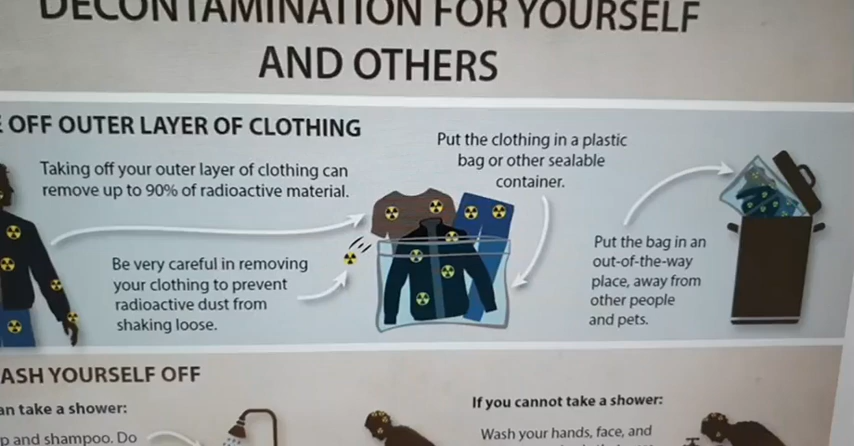 DECONTAMINATION FOR YOURSELF
AND OTHERS
OFF OUTER LAYER OF CLOTHING
Taking off your outer layer of clothing can
remove up to 90% of radioactive material.
Be very careful in removing
your clothing to prevent
radioactive dust from
shaking loose.
Put the clothing in a plastic
bag or other sealable
container.
Put the bag in an
out-of-the-way
place, away from
other people
and pets.
ASH YOURSELF OFF
an take a shower:
p and shampoo. Do
If you cannot take a shower:
Wash your hands, face, and